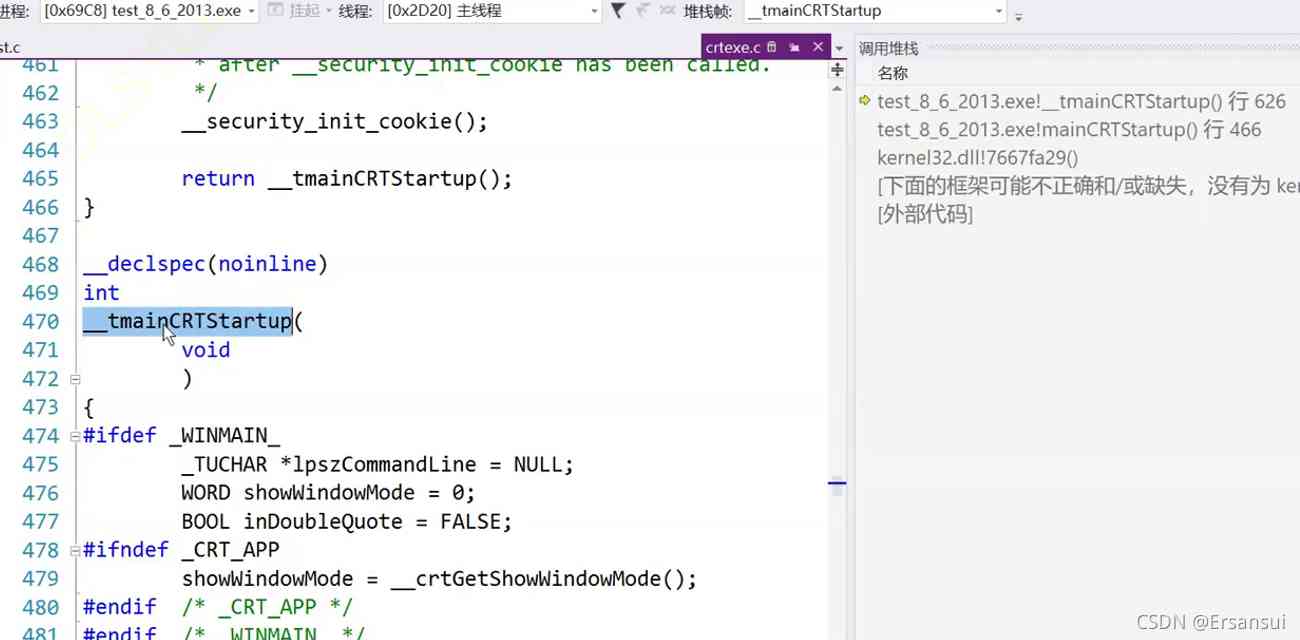 进程: [0x69C8] test_8_6_2013.exe 挂起 线程: [0x2D20] 主线程 堆栈帧: __tmainCRTStartup
st.c crtexe.c 调用堆栈
名称
461 * after __security_init_cookie has been called.
462 */
463 __security_init_cookie();
464
465 return __tmainCRTStartup();
466 }
467
468 __declspec(noinline)
469 int
470 __tmainCRTStartup(
471 void
472 )
473 {
474 #ifdef _WINMAIN_
475 _TUCHAR *lpszCommandLine = NULL;
476 WORD showWindowMode = 0;
477 BOOL inDoubleQuote = FALSE;
478 #ifndef _CRT_APP
479 showWindowMode = __crtGetShowWindowMode();
480 #endif /* _CRT_APP */
481 #endif /* _WINMAIN_ */
test_8_6_2013.exe!__tmainCRTStartup() 行 626
test_8_6_2013.exe!mainCRTStartup() 行 466
kernel32.dll!7667fa29()
[下面的框架可能不正确和/或缺失，没有为 ker
[外部代码]
CSDN @Ersansui